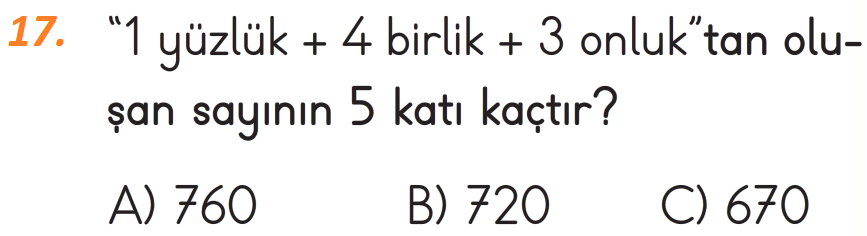 17. "1 yüzlük + 4 birlik + 3 onluk"tan olu-
şan sayının 5 katı kaçtır?
A) 760 B) 720 C) 670